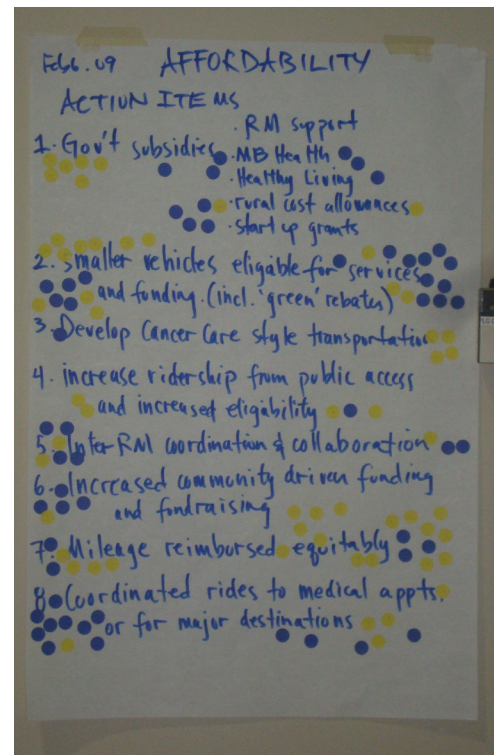 Feb 6.09 AFFORDABILITY
ACTION ITEMS
· RM support
1. Gov't subsidies · MB Health
· Healthy Living
· rural cost allowances
· start up grants
2. Smaller vehicles eligable for services
and funding. (incl. 'green' rebates)
3. Develop Cancer Care style transportation
4. increase ridership from public access
and increased eligability
5. Inter RM coordination & collaboration
6. Increased community driven funding
and fundraising
7. Mileage reimbursed equitably
8. Coordinated rides to medical appts.
or for major destinations